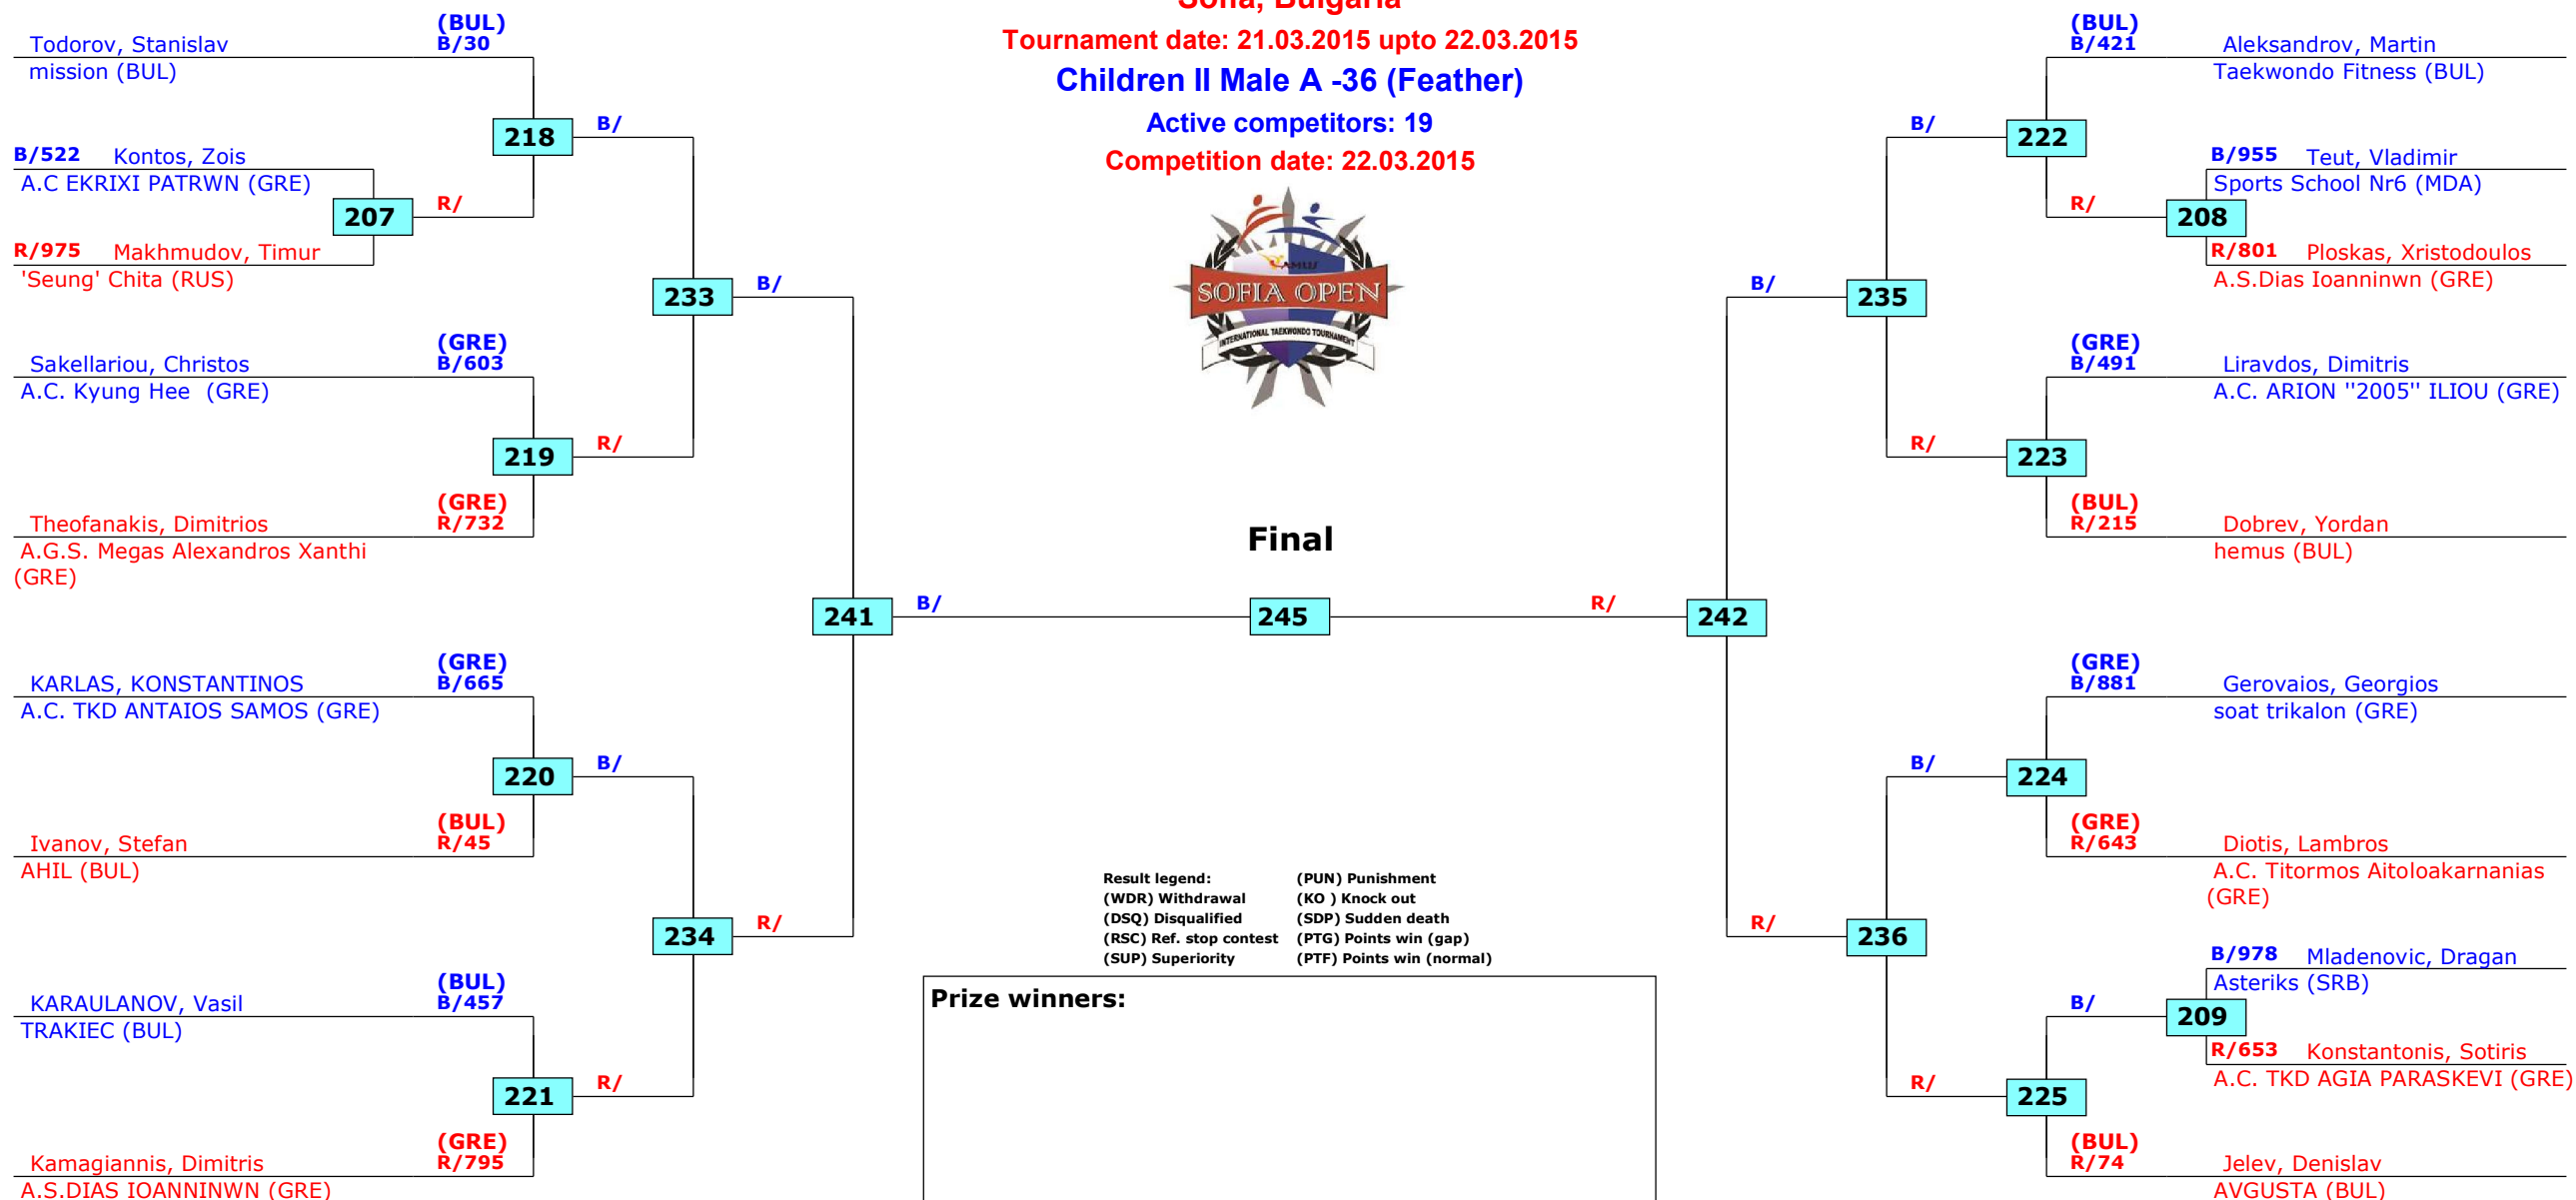 Sofia, Bulgaria
Tournament date: 21.03.2015 upto 22.03.2015
Children II Male A -36 (Feather)
Active competitors: 19
Competition date: 22.03.2015
AMUS
SOFIA OPEN
INTERNATIONAL TAEKWONDO TOURNAMENT
(BUL)
Todorov, Stanislav B/30
mission (BUL)
218 B/
B/522 Kontos, Zois
A.C EKRIXI PATRWN (GRE)
207 R/
R/975 Makhmudov, Timur
'Seung' Chita (RUS)
233 B/
(GRE)
Sakellariou, Christos B/603
A.C. Kyung Hee (GRE)
219 R/
(GRE)
Theofanakis, Dimitrios R/732
A.G.S. Megas Alexandros Xanthi
(GRE)
241 B/
(GRE)
KARLAS, KONSTANTINOS B/665
A.C. TKD ANTAIOS SAMOS (GRE)
220 B/
(BUL)
Ivanov, Stefan R/45
AHIL (BUL)
234 R/
(BUL)
KARAULANOV, Vasil B/457
TRAKIEC (BUL)
221 R/
(GRE)
Kamagiannis, Dimitris R/795
A.S.DIAS IOANNINWN (GRE)
Final
245
(BUL)
B/421 Aleksandrov, Martin
Taekwondo Fitness (BUL)
B/ 222
B/955 Teut, Vladimir
Sports School Nr6 (MDA)
R/ 208
R/801 Ploskas, Xristodoulos
A.S.Dias Ioanninwn (GRE)
B/ 235
(GRE)
B/491 Liravdos, Dimitris
A.C. ARION "2005" ILIOU (GRE)
R/ 223
(BUL)
R/215 Dobrev, Yordan
hemus (BUL)
R/ 242
(GRE)
B/881 Gerovaios, Georgios
soat trikalon (GRE)
B/ 224
(GRE)
R/643 Diotis, Lambros
A.C. Titormos Aitoloakarnanias
(GRE)
R/ 236
B/978 Mladenovic, Dragan
Asteriks (SRB)
B/ 209
R/653 Konstantonis, Sotiris
A.C. TKD AGIA PARASKEVI (GRE)
R/ 225
(BUL)
R/74 Jelev, Denislav
AVGUSTA (BUL)
Result legend: (PUN) Punishment
(WDR) Withdrawal (KO ) Knock out
(DSQ) Disqualified (SDP) Sudden death
(RSC) Ref. stop contest (PTG) Points win (gap)
(SUP) Superiority (PTF) Points win (normal)
Prize winners: